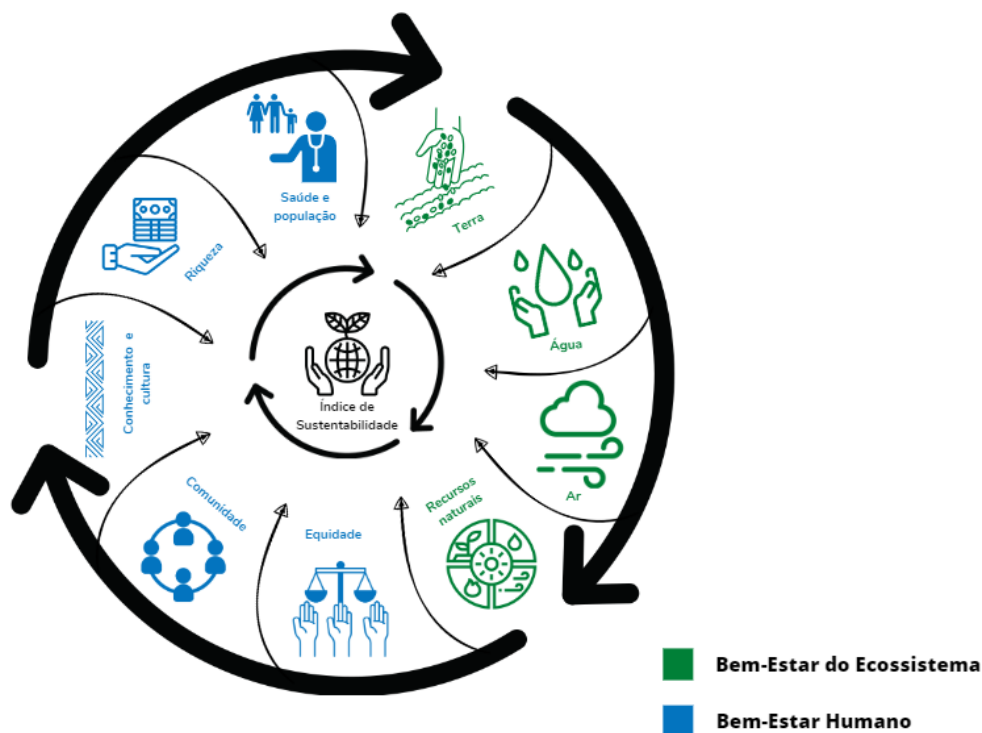 Saúde e
população
Terra
Riqueza
Água
Conhecimento e
cultura
Índice de
Sustentabilidade
Ar
Recursos
naturais
Comunidade
Equidade
Bem-Estar do Ecossistema
Bem-Estar Humano